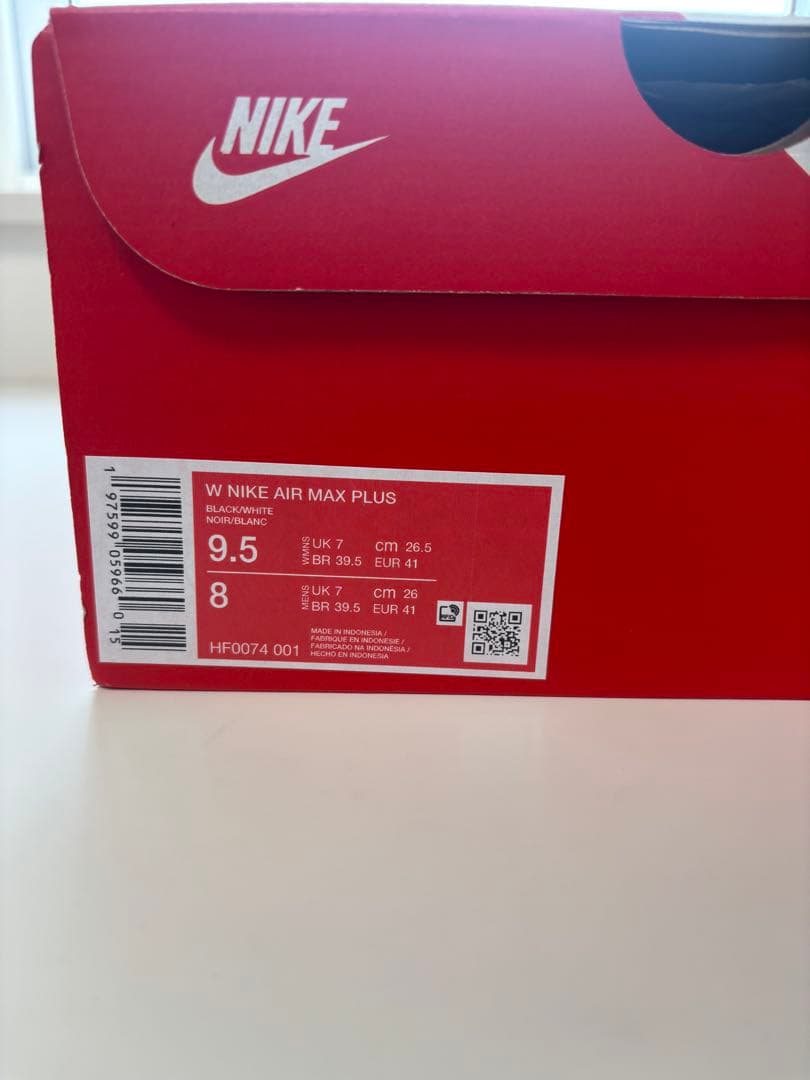 NIKE
W NIKE AIR MAX PLUS
BLACK/WHITE
NOIR/BLANC
9.5 WMNS UK 7 cm 26.5
BR 39.5 EUR 41
8 MENS UK 7 cm 26
BR 39.5 EUR 41
HF0074 001
MADE IN INDONESIA /
FABRIQUE EN INDONESIE /
FABRICADO NA INDONÉSIA /
HECHO EN INDONESIA
1 97599 05966 0 15